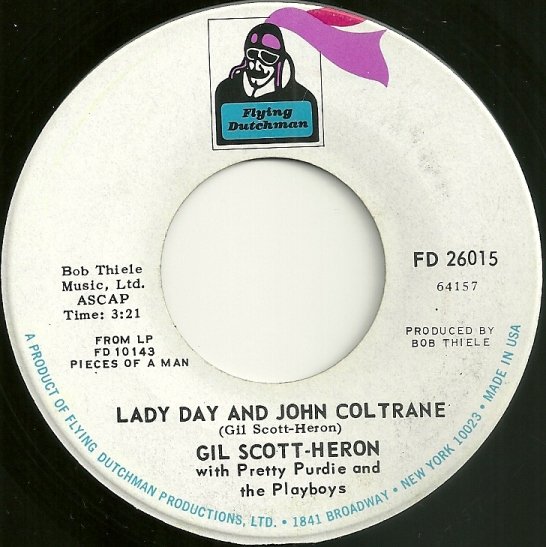 Flying
Dutchman
Bob Thiele
Music, Ltd.
ASCAP
Time: 3:21
FROM LP
FD 10143
PIECES OF A MAN
FD 26015
64157
PRODUCED BY
BOB THIELE
LADY DAY AND JOHN COLTRANE
(Gil Scott-Heron)
GIL SCOTT-HERON
with Pretty Purdie and
the Playboys
A PRODUCT OF FLYING DUTCHMAN PRODUCTIONS, LTD. • 1841 BROADWAY • NEW YORK 10023 • MADE IN USA